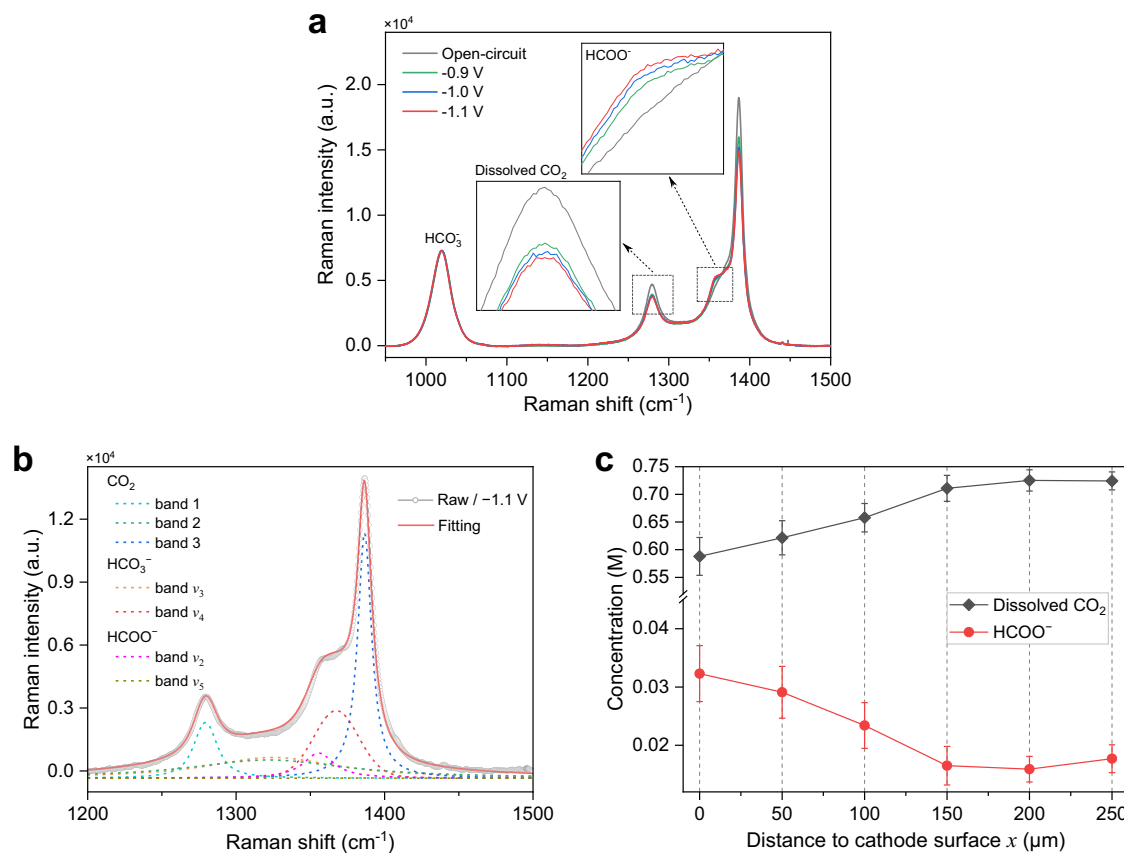 a
×10⁴
Open-circuit
-0.9 V
-1.0 V
-1.1 V
HCOO⁻
Dissolved CO₂
HCO₃⁻
Raman intensity (a.u.)
2.0
1.5
1.0
0.5
0.0
1000 1100 1200 1300 1400 1500
Raman shift (cm⁻¹)
b
×10⁴
CO₂
band 1
band 2
band 3
HCO₃⁻
band ν₃
band ν₄
HCOO⁻
band ν₂
band ν₅
Raw / −1.1 V
Fitting
Raman intensity (a.u.)
1.2
0.9
0.6
0.3
0.0
1200 1300 1400 1500
Raman shift (cm⁻¹)
c
Concentration (M)
0.75
0.70
0.65
0.60
0.55
0.04
0.03
0.02
Dissolved CO₂
HCOO⁻
0 50 100 150 200 250
Distance to cathode surface x (µm)